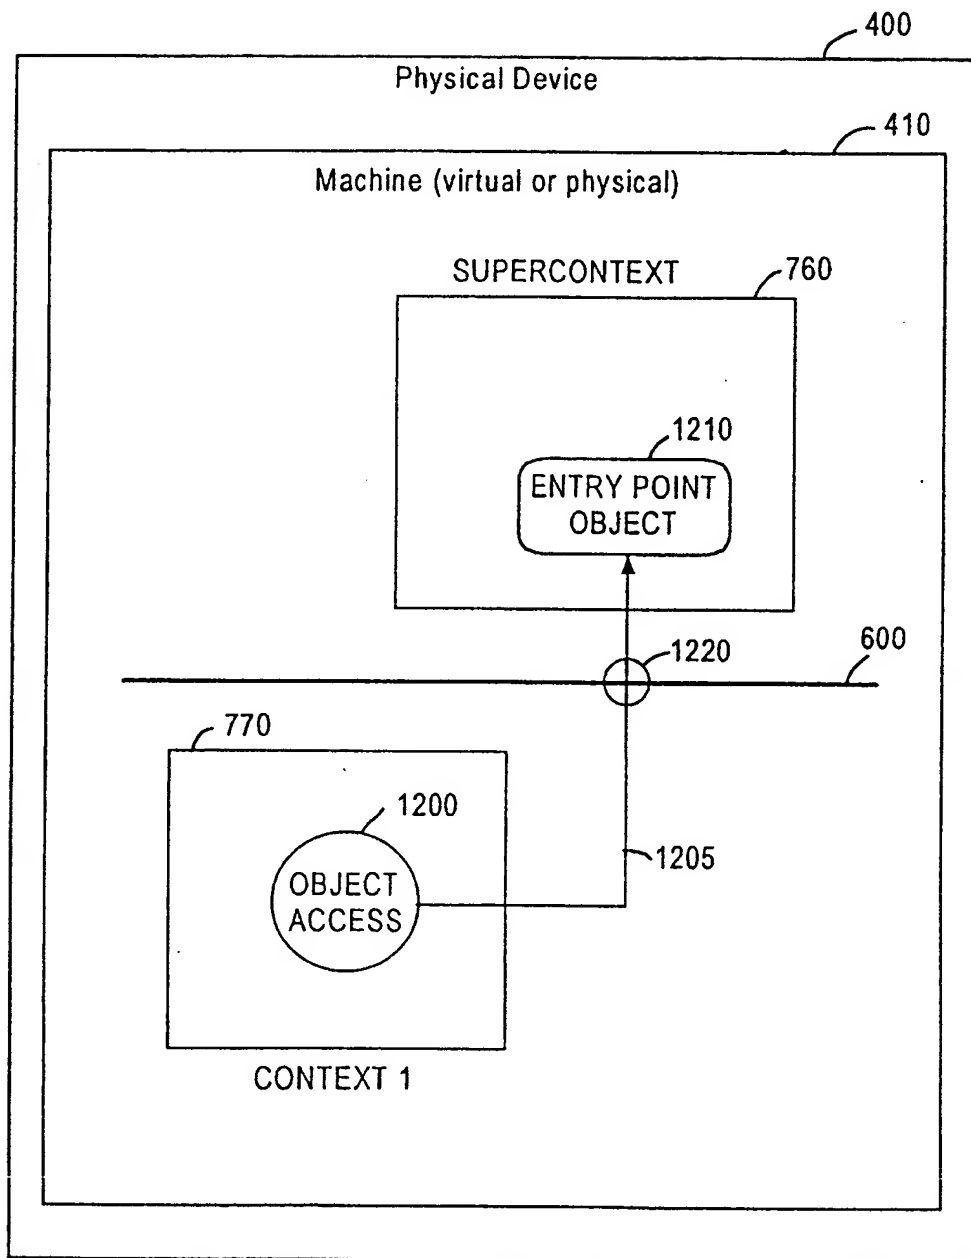 400
Physical Device
410
Machine (virtual or physical)
SUPERCONTEXT
760
1210
ENTRY POINT
OBJECT
1220
600
770
1200
1205
OBJECT
ACCESS
CONTEXT 1